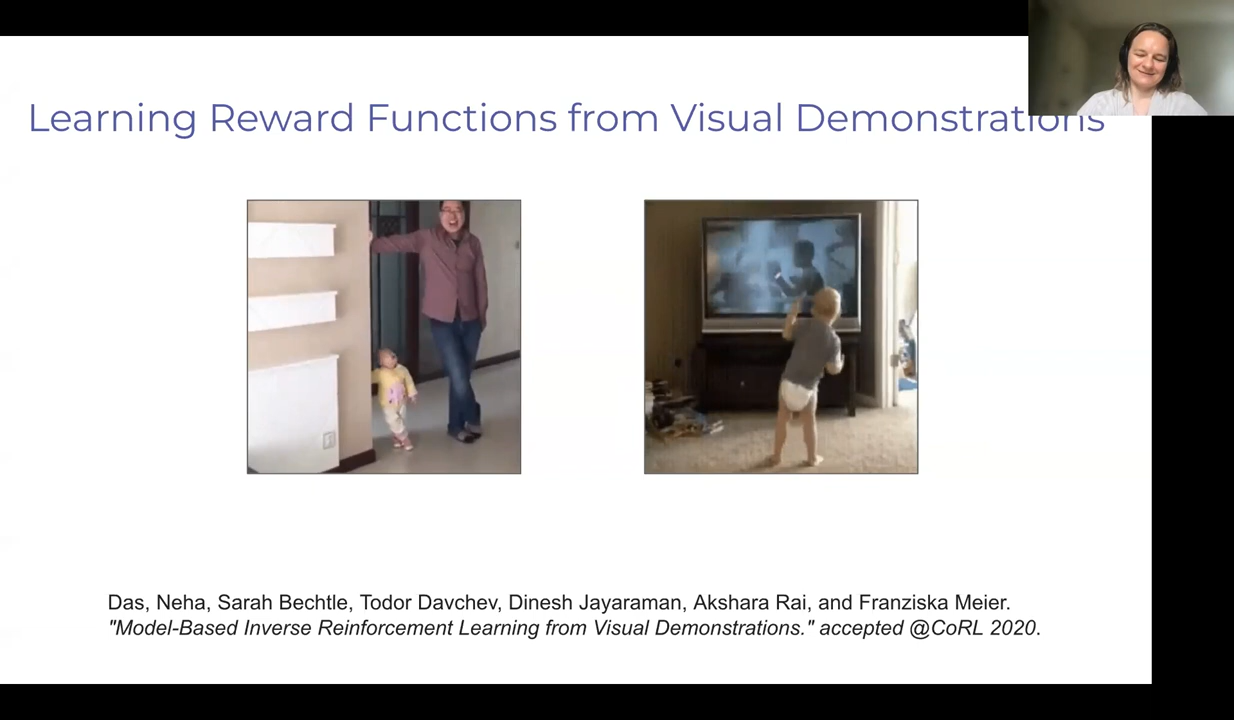 Learning Reward Functions from Visual Demonstrations
Das, Neha, Sarah Bechtle, Todor Davchev, Dinesh Jayaraman, Akshara Rai, and Franziska Meier.
"Model-Based Inverse Reinforcement Learning from Visual Demonstrations." accepted @CoRL 2020.